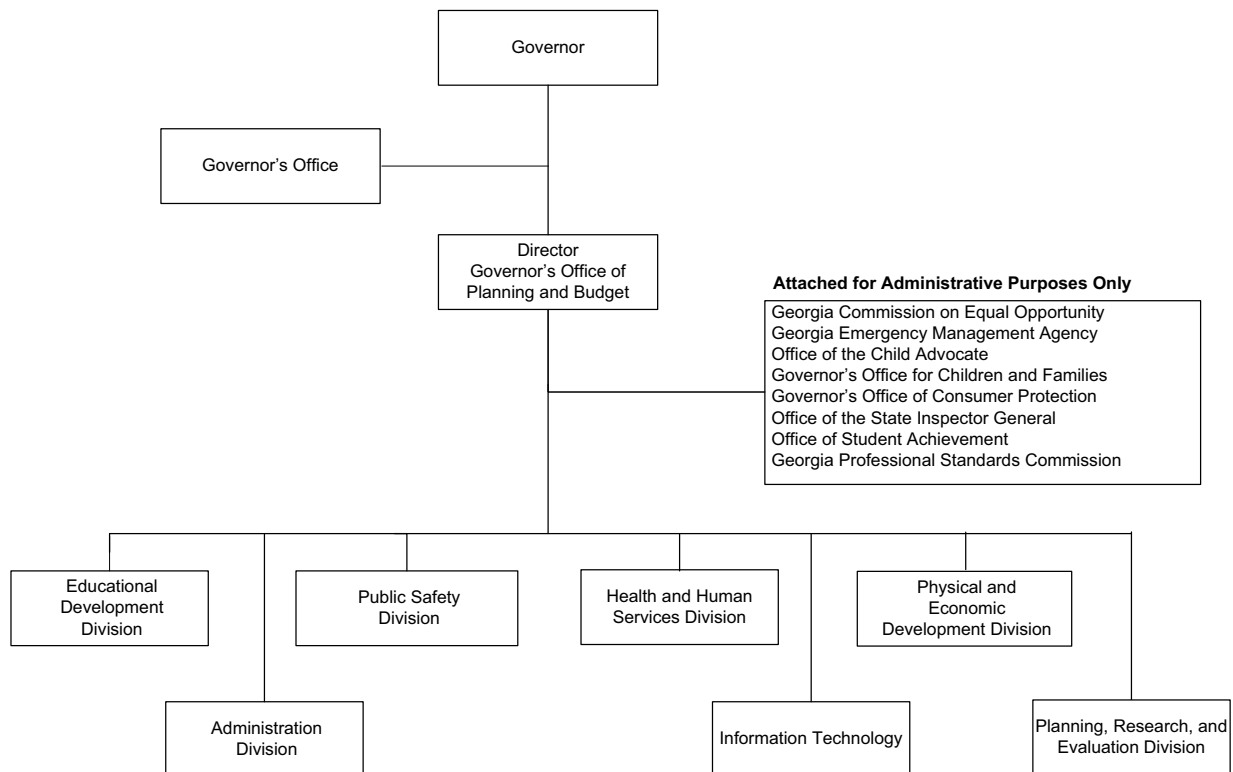 Governor
Governor's Office
Director
Governor's Office of
Planning and Budget
Attached for Administrative Purposes Only
Georgia Commission on Equal Opportunity
Georgia Emergency Management Agency
Office of the Child Advocate
Governor's Office for Children and Families
Governor's Office of Consumer Protection
Office of the State Inspector General
Office of Student Achievement
Georgia Professional Standards Commission
Educational
Development
Division
Public Safety
Division
Health and Human
Services Division
Physical and
Economic
Development Division
Administration
Division
Information Technology
Planning, Research, and
Evaluation Division